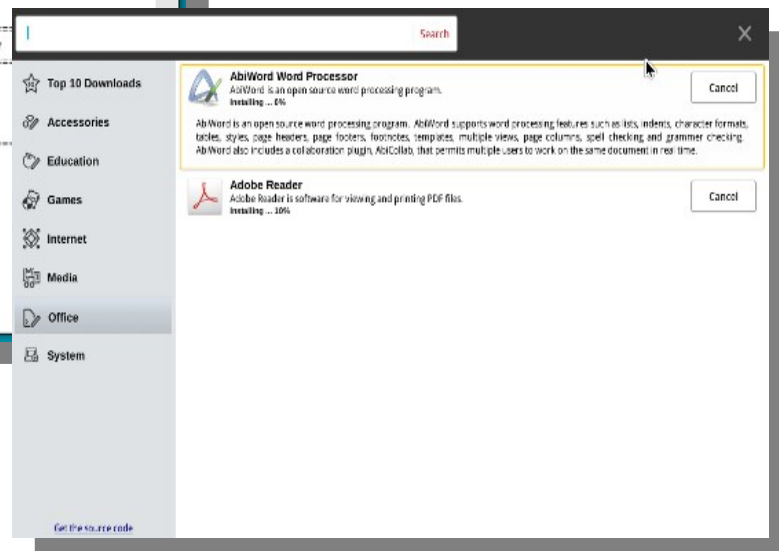 Search
Top 10 Downloads
Accessories
Education
Games
Internet
Media
Office
System
Get the source code
AbiWord Word Processor
AbiWord is an open source word processing program.
Installing ... 0%
Cancel
AbiWord is an open source word processing program. AbiWord supports word processing features such as lists, indents, character formats,
tables, styles, page headers, page footers, footnotes, templates, multiple views, page columns, spell checking and grammer checking.
AbiWord also includes a collaboration plugin, AbiCollab, that permits multiple users to work on the same document in real time.
Adobe Reader
Adobe Reader is software for viewing and printing PDF files.
Installing ... 10%
Cancel